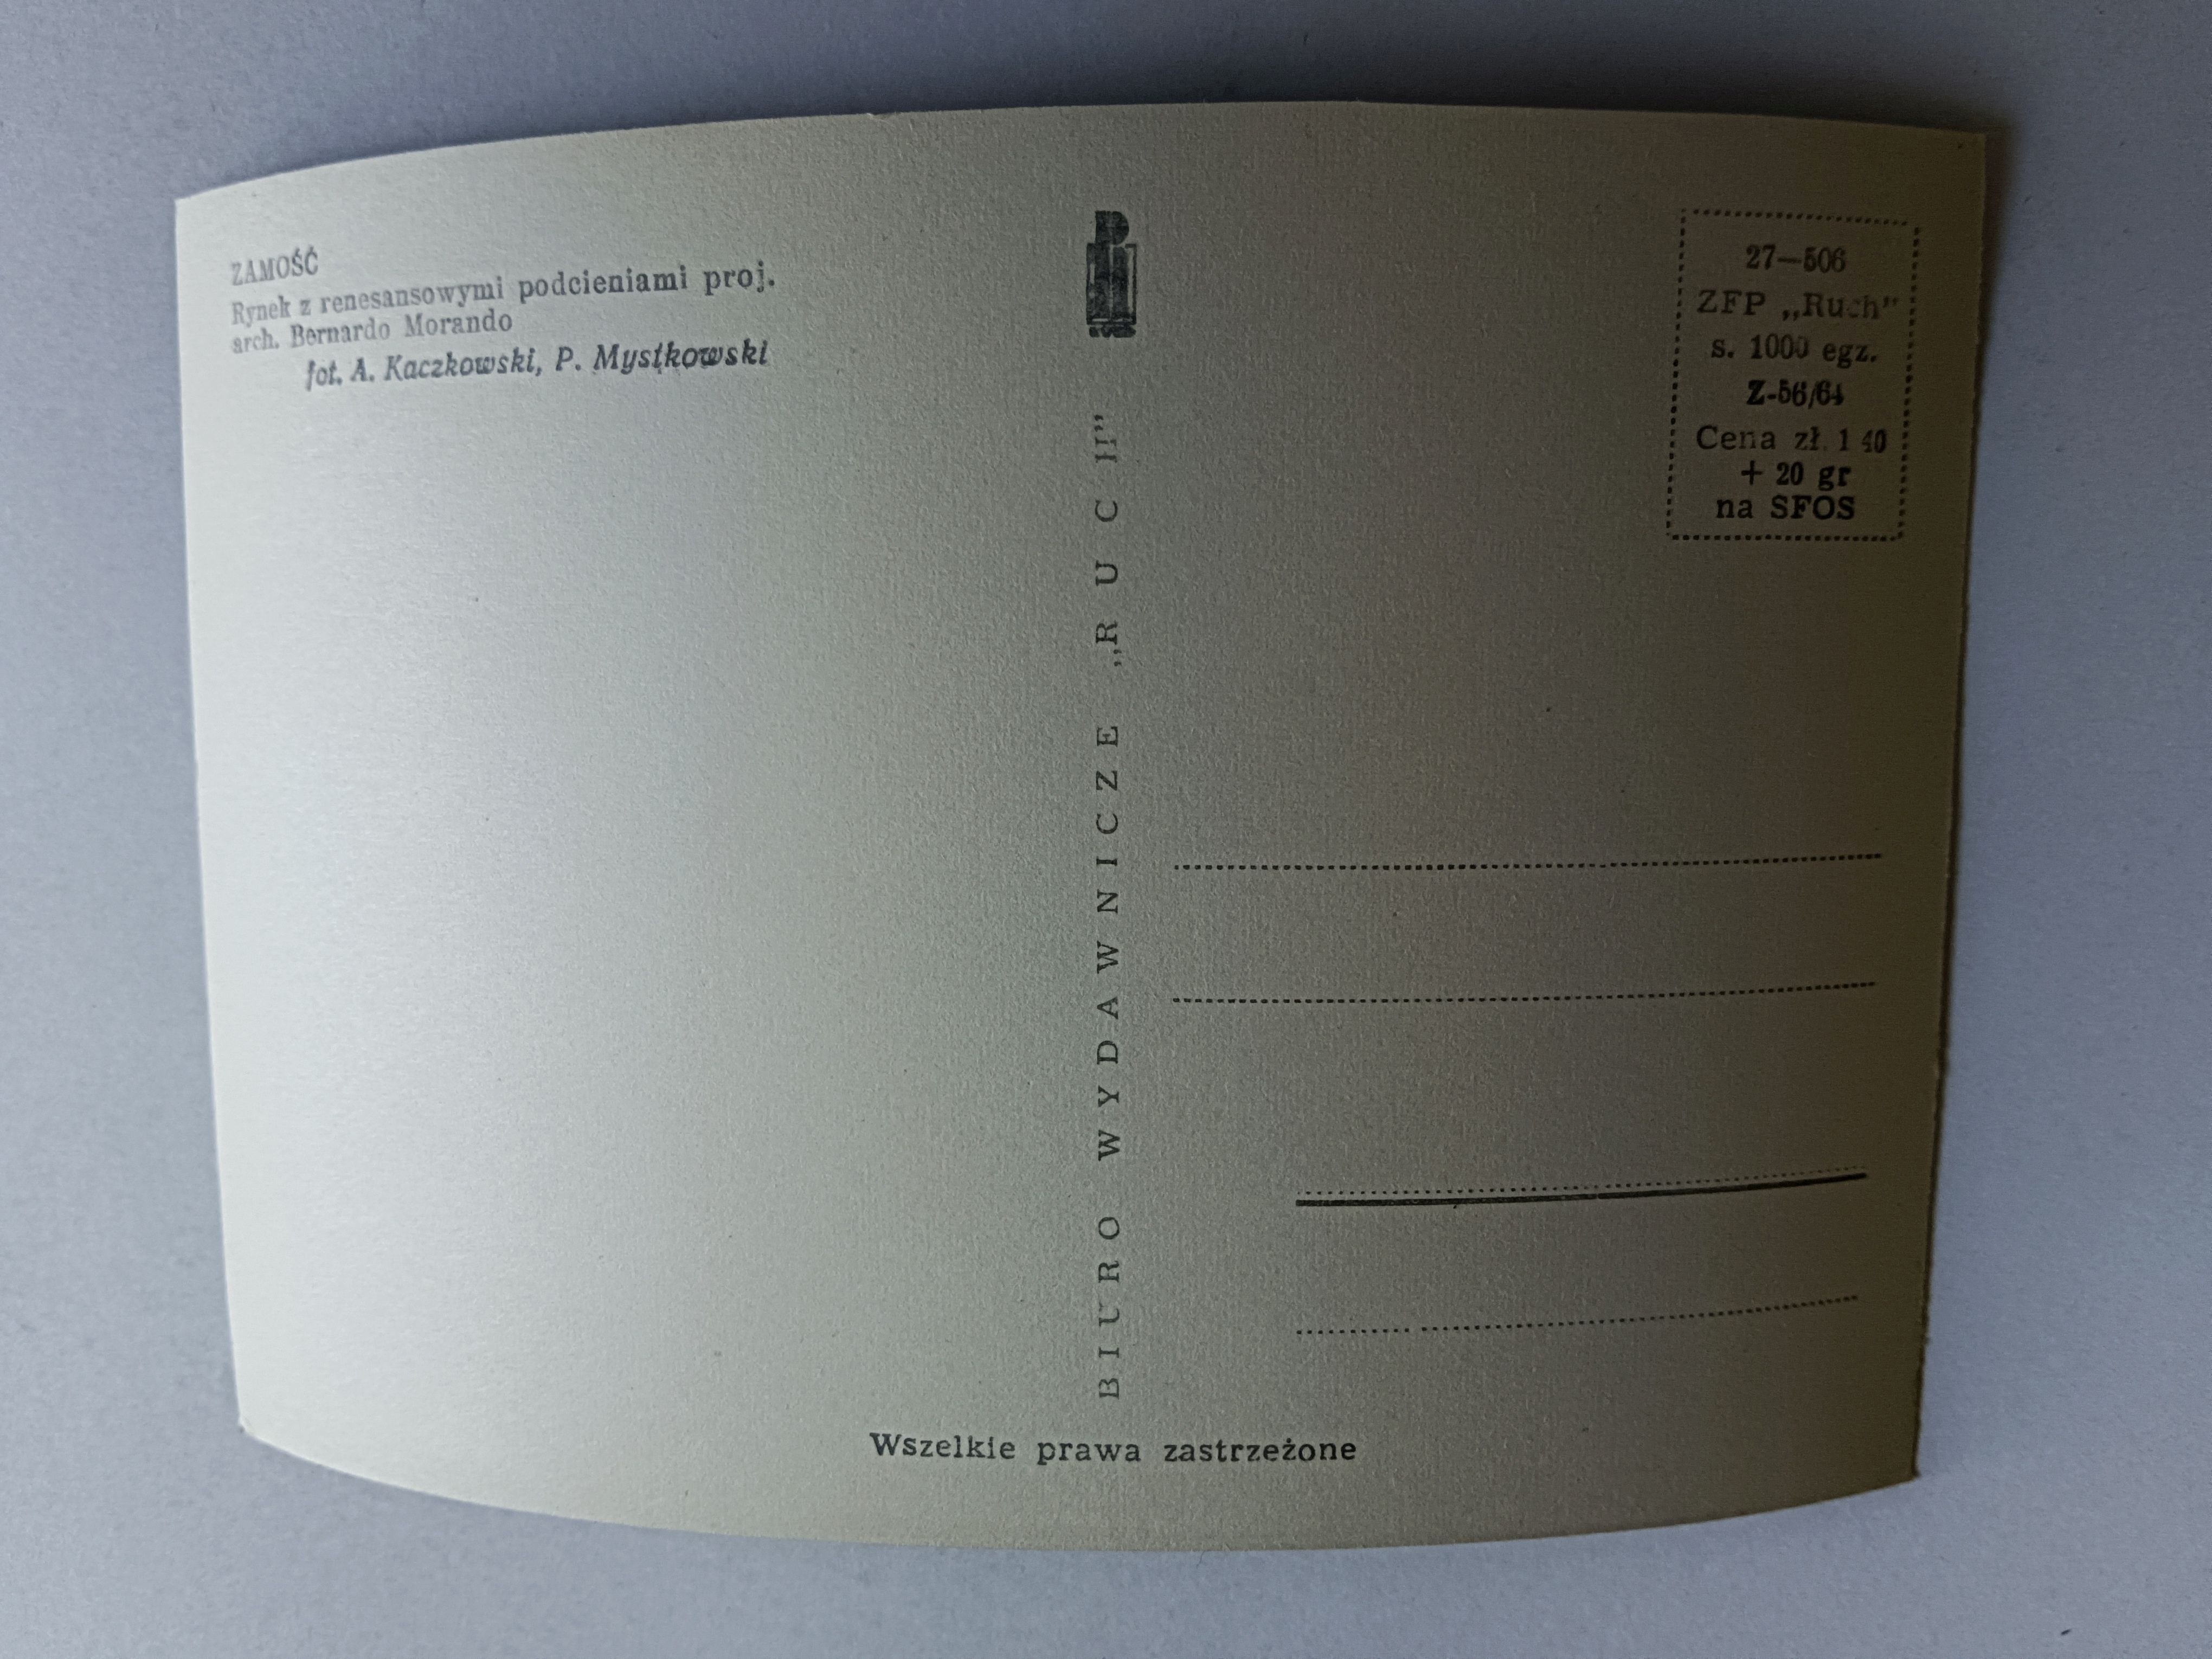 ZAMOŚĆ
Rynek z renesansowymi podcieniami proj.
arch. Bernardo Morando
fot. A. Kaczkowski, P. Mystkowski
BIURO WYDAWNICZE „RUCH”
27—506
ZFP „Ruch”
s. 1000 egz.
Z-56/64
Cena zł 1 40
+ 20 gr
na SFOS
Wszelkie prawa zastrzeżone